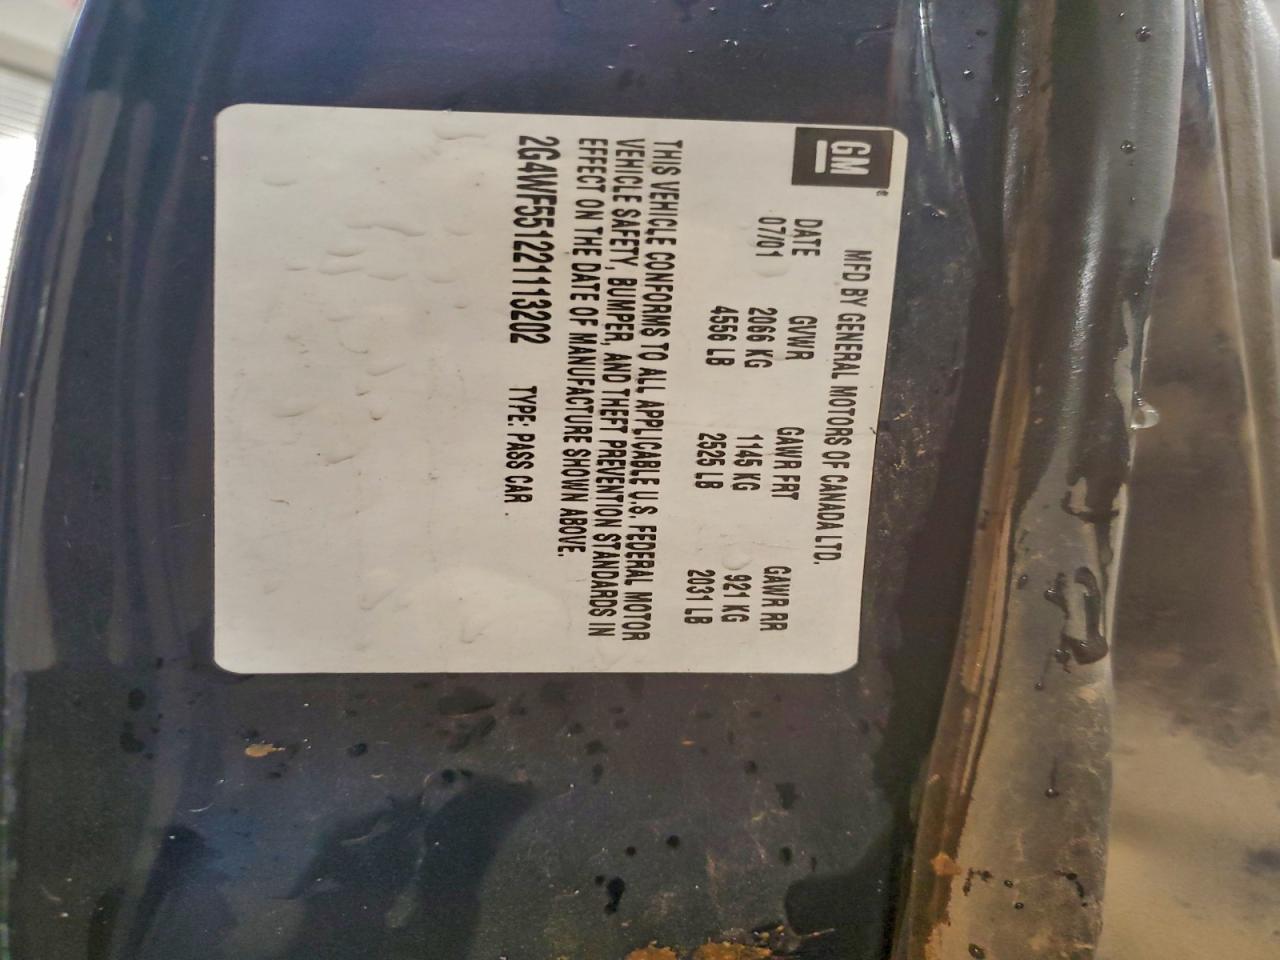 GM
MFD BY GENERAL MOTORS OF CANADA LTD.
DATE GVWR GAWR FRT GAWR RR
07/01 2066 KG 1145 KG 921 KG
4556 LB 2525 LB 2031 LB
THIS VEHICLE CONFORMS TO ALL APPLICABLE U.S. FEDERAL MOTOR
VEHICLE SAFETY, BUMPER, AND THEFT PREVENTION STANDARDS IN
EFFECT ON THE DATE OF MANUFACTURE SHOWN ABOVE.
2G4WF551221113202 TYPE: PASS CAR